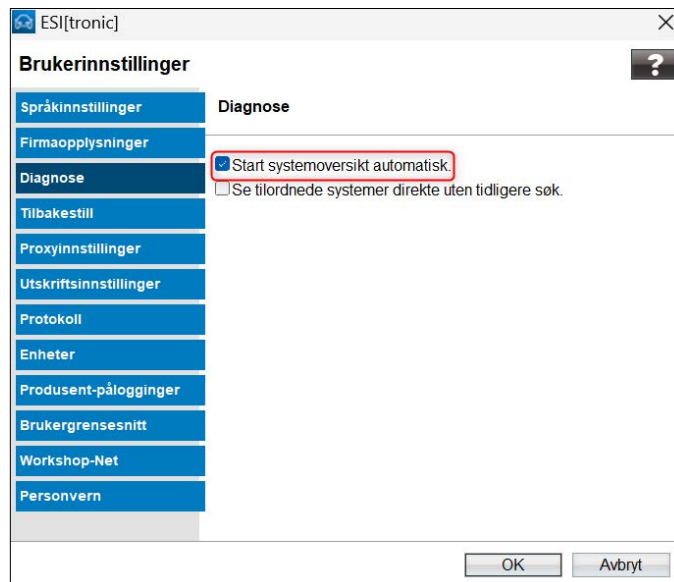 ESI[tronic]
Brukerinnstillinger
?
Språkinnstillinger
Firmaopplysninger
Diagnose
Tilbakestill
Proxyinnstillinger
Utskriftsinnstillinger
Protokoll
Enheter
Produsent-pålogginger
Brukergrensesnitt
Workshop-Net
Personvern
Diagnose
Start systemoversikt automatisk.
Se tilordnede systemer direkte uten tidligere søk.
OK
Avbryt